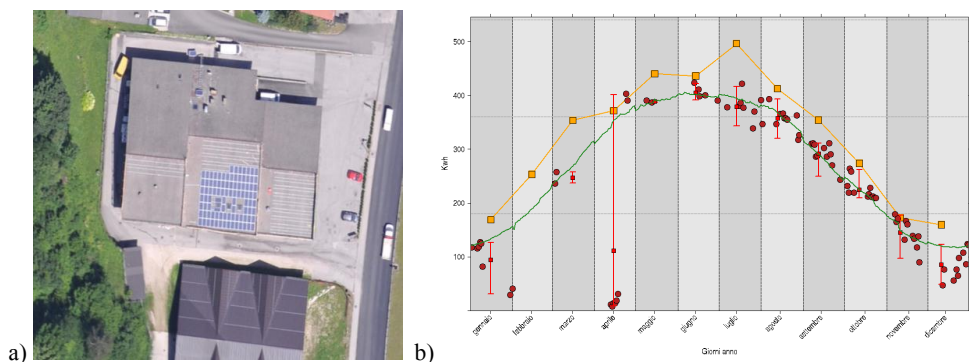 a)
b)
Kwh
500
400
300
200
100
gennaio
febbraio
marzo
aprile
maggio
giugno
luglio
agosto
settembre
ottobre
novembre
dicembre
Giorni anno